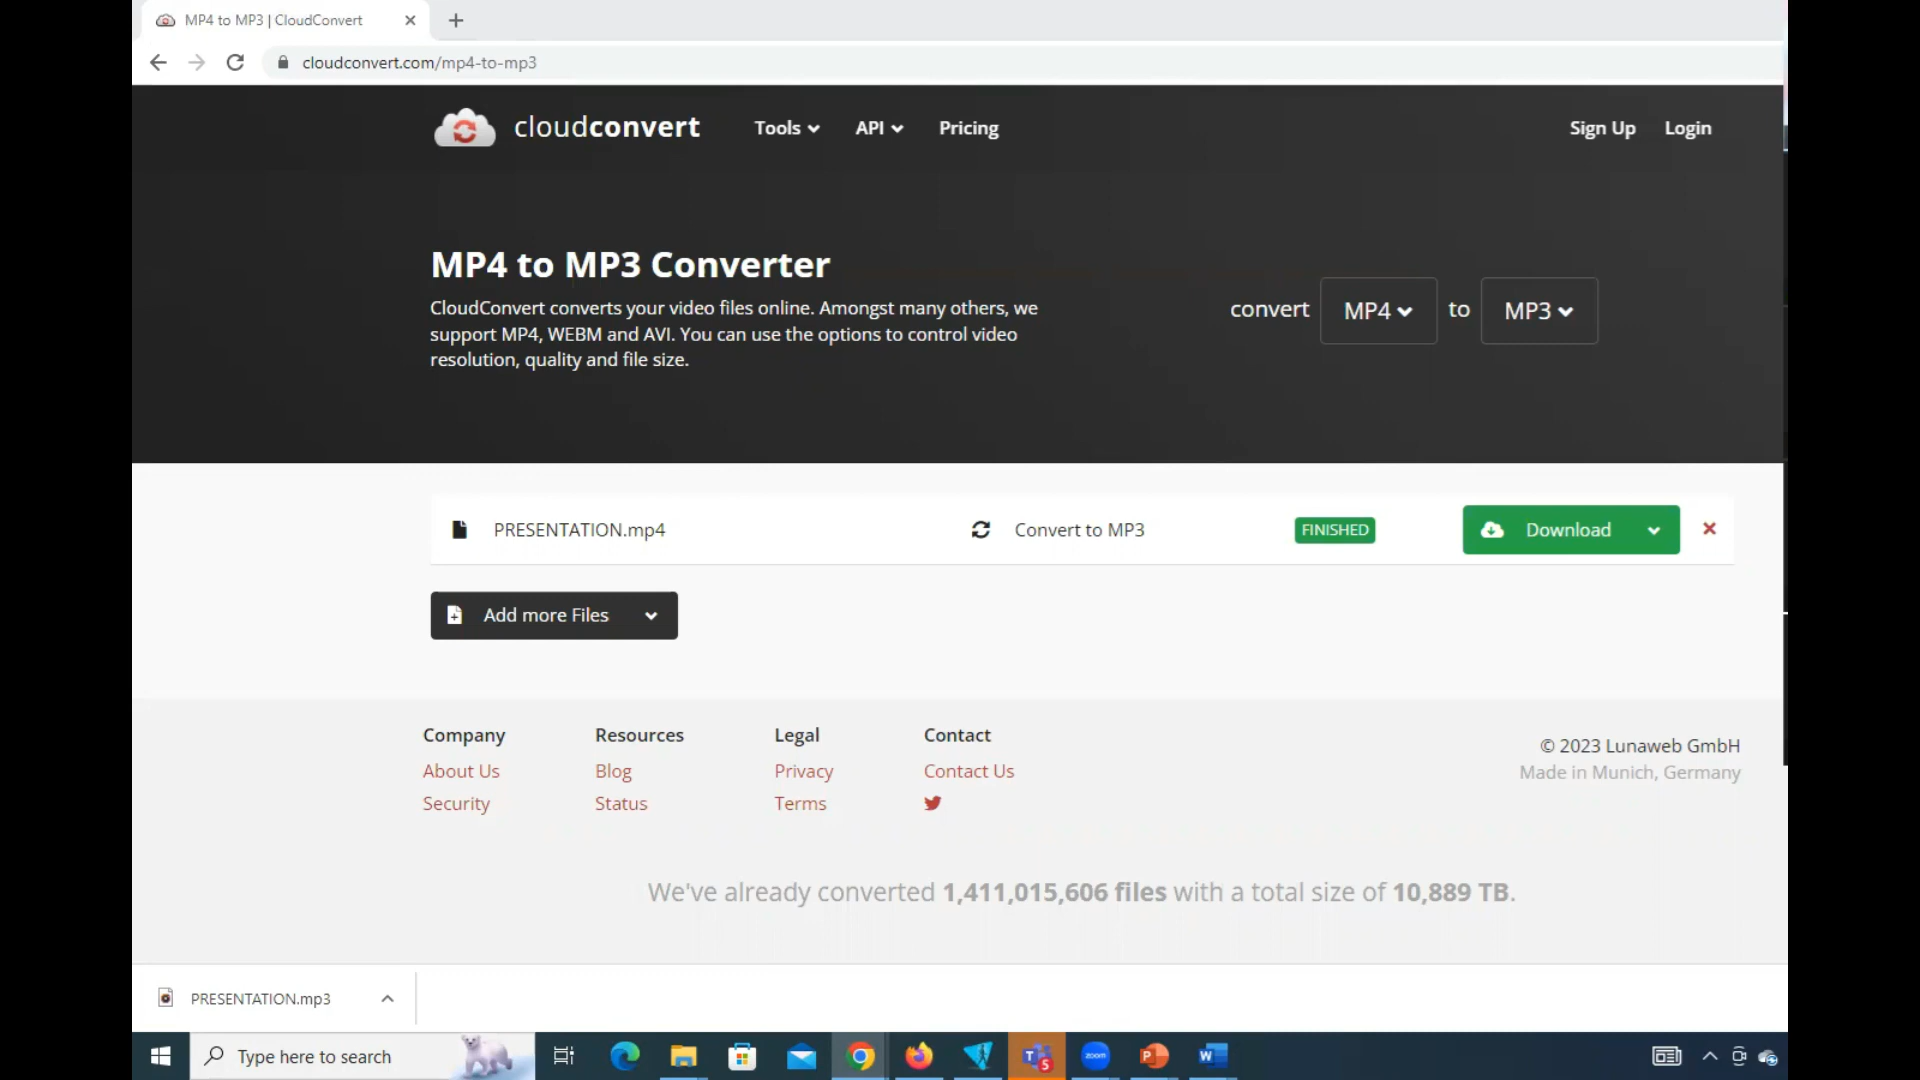 MP4 to MP3 | CloudConvert
cloudconvert.com/mp4-to-mp3
cloudconvert
Tools
API
Pricing
Sign Up
Login
MP4 to MP3 Converter
CloudConvert converts your video files online. Amongst many others, we
support MP4, WEBM and AVI. You can use the options to control video
resolution, quality and file size.
convert MP4 to MP3
PRESENTATION.mp4
Convert to MP3
FINISHED
Download
Add more Files
Company
About Us
Security
Resources
Blog
Status
Legal
Privacy
Terms
Contact
Contact Us
© 2023 Lunaweb GmbH
Made in Munich, Germany
We've already converted 1,411,015,606 files with a total size of 10,889 TB.
PRESENTATION.mp3
Type here to search
T
S
zoom
P
W